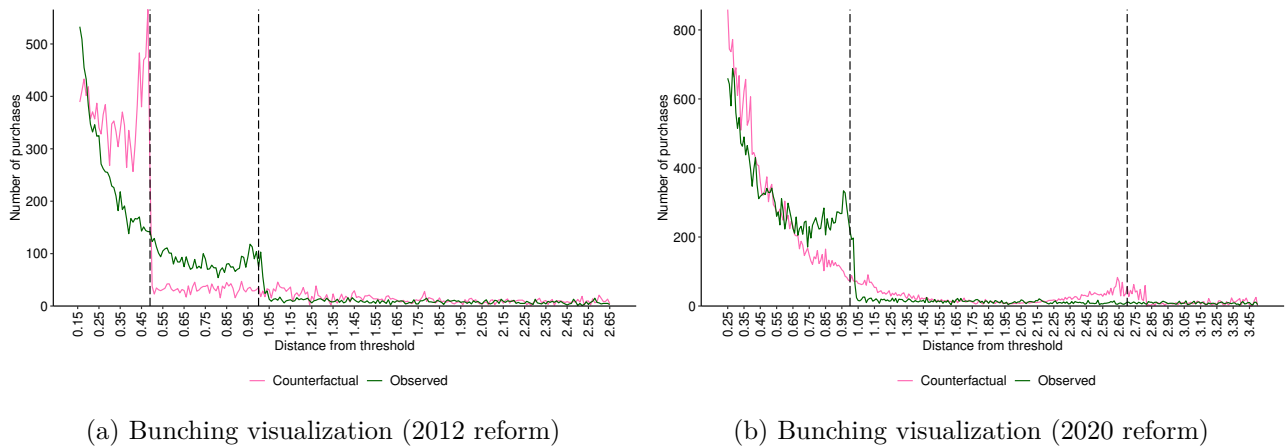 500
400
300
200
100
0
Number of purchases
0.15 0.25 0.35 0.45 0.55 0.65 0.75 0.85 0.95 1.05 1.15 1.25 1.35 1.45 1.55 1.65 1.75 1.85 1.95 2.05 2.15 2.25 2.35 2.45 2.55 2.65
Distance from threshold
Counterfactual Observed
(a) Bunching visualization (2012 reform)
800
600
400
200
0
Number of purchases
0.25 0.35 0.45 0.55 0.65 0.75 0.85 0.95 1.05 1.15 1.25 1.35 1.45 1.55 1.65 1.75 1.85 1.95 2.05 2.15 2.25 2.35 2.45 2.55 2.65 2.75 2.85 2.95 3.05 3.15 3.25 3.35 3.45
Distance from threshold
Counterfactual Observed
(b) Bunching visualization (2020 reform)